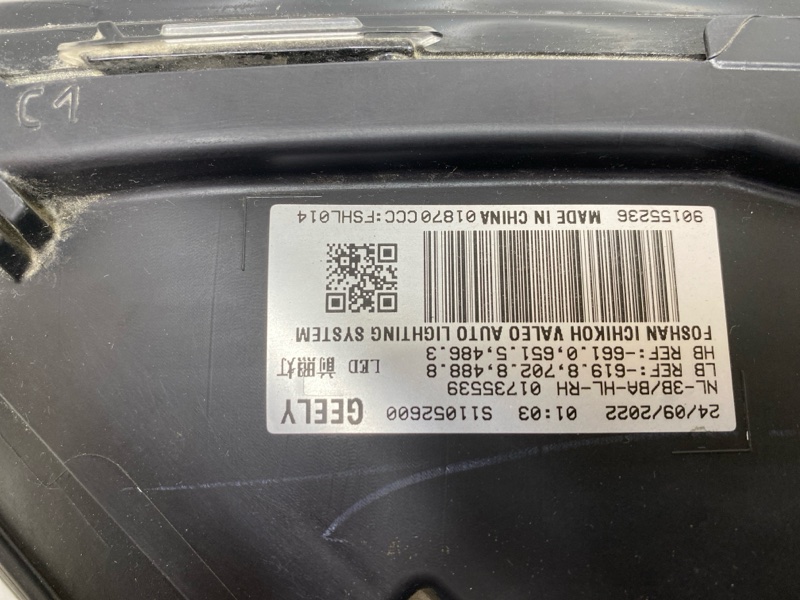 C1
24/09/2022 01:03 S11052600 GEELY
NL-3B/BA-HL-RH 01735539
LB REF:-619.8,702.8,488.8 LED 前照灯
HB REF:-661.0,651.5,486.3
FOSHAN ICHIKOH VALEO AUTO LIGHTING SYSTEM
90155236 MADE IN CHINA 01870CCC:FSHL014